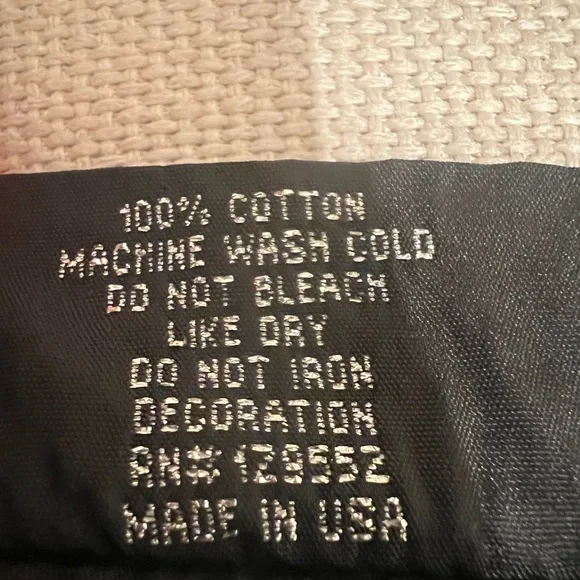 100% COTTON
MACHINE WASH COLD
DO NOT BLEACH
LIKE DRY
DO NOT IRON
DECORATION
RN# 129552
MADE IN USA